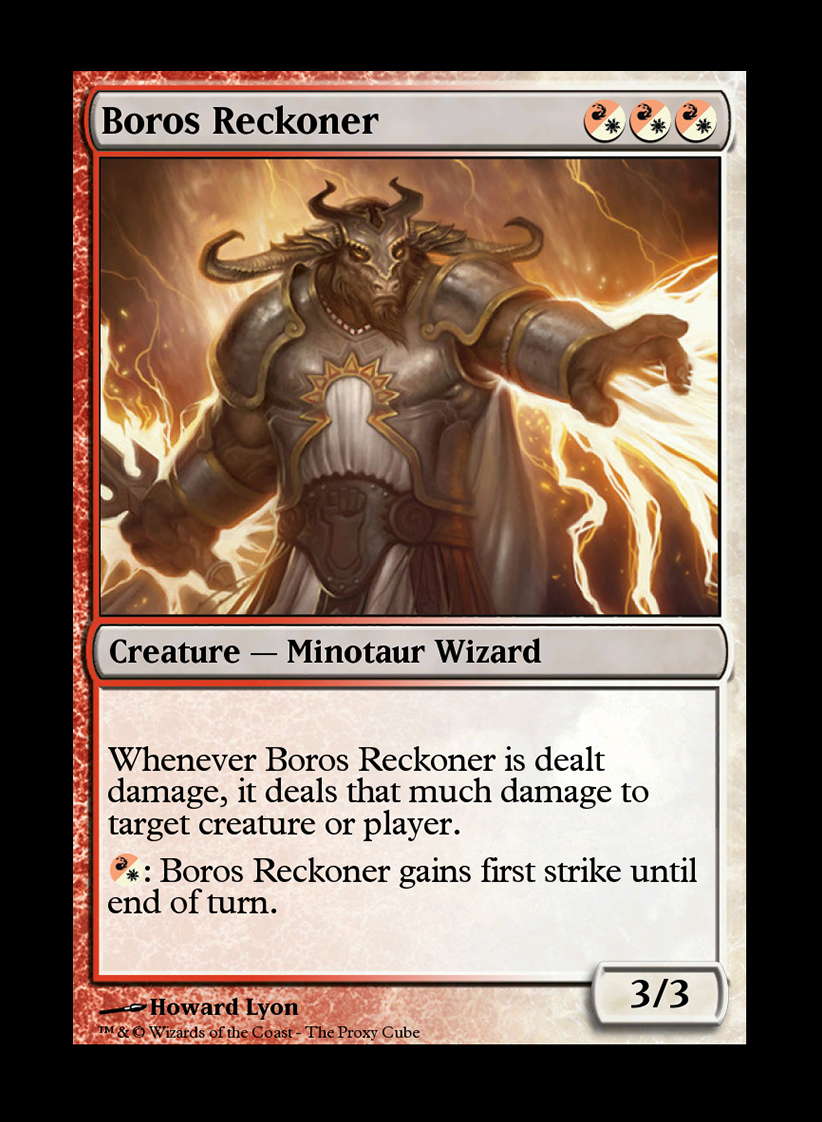 Boros Reckoner
Creature — Minotaur Wizard
Whenever Boros Reckoner is dealt
damage, it deals that much damage to
target creature or player.
: Boros Reckoner gains first strike until
end of turn.
3/3
Howard Lyon
™ & © Wizards of the Coast - The Proxy Cube